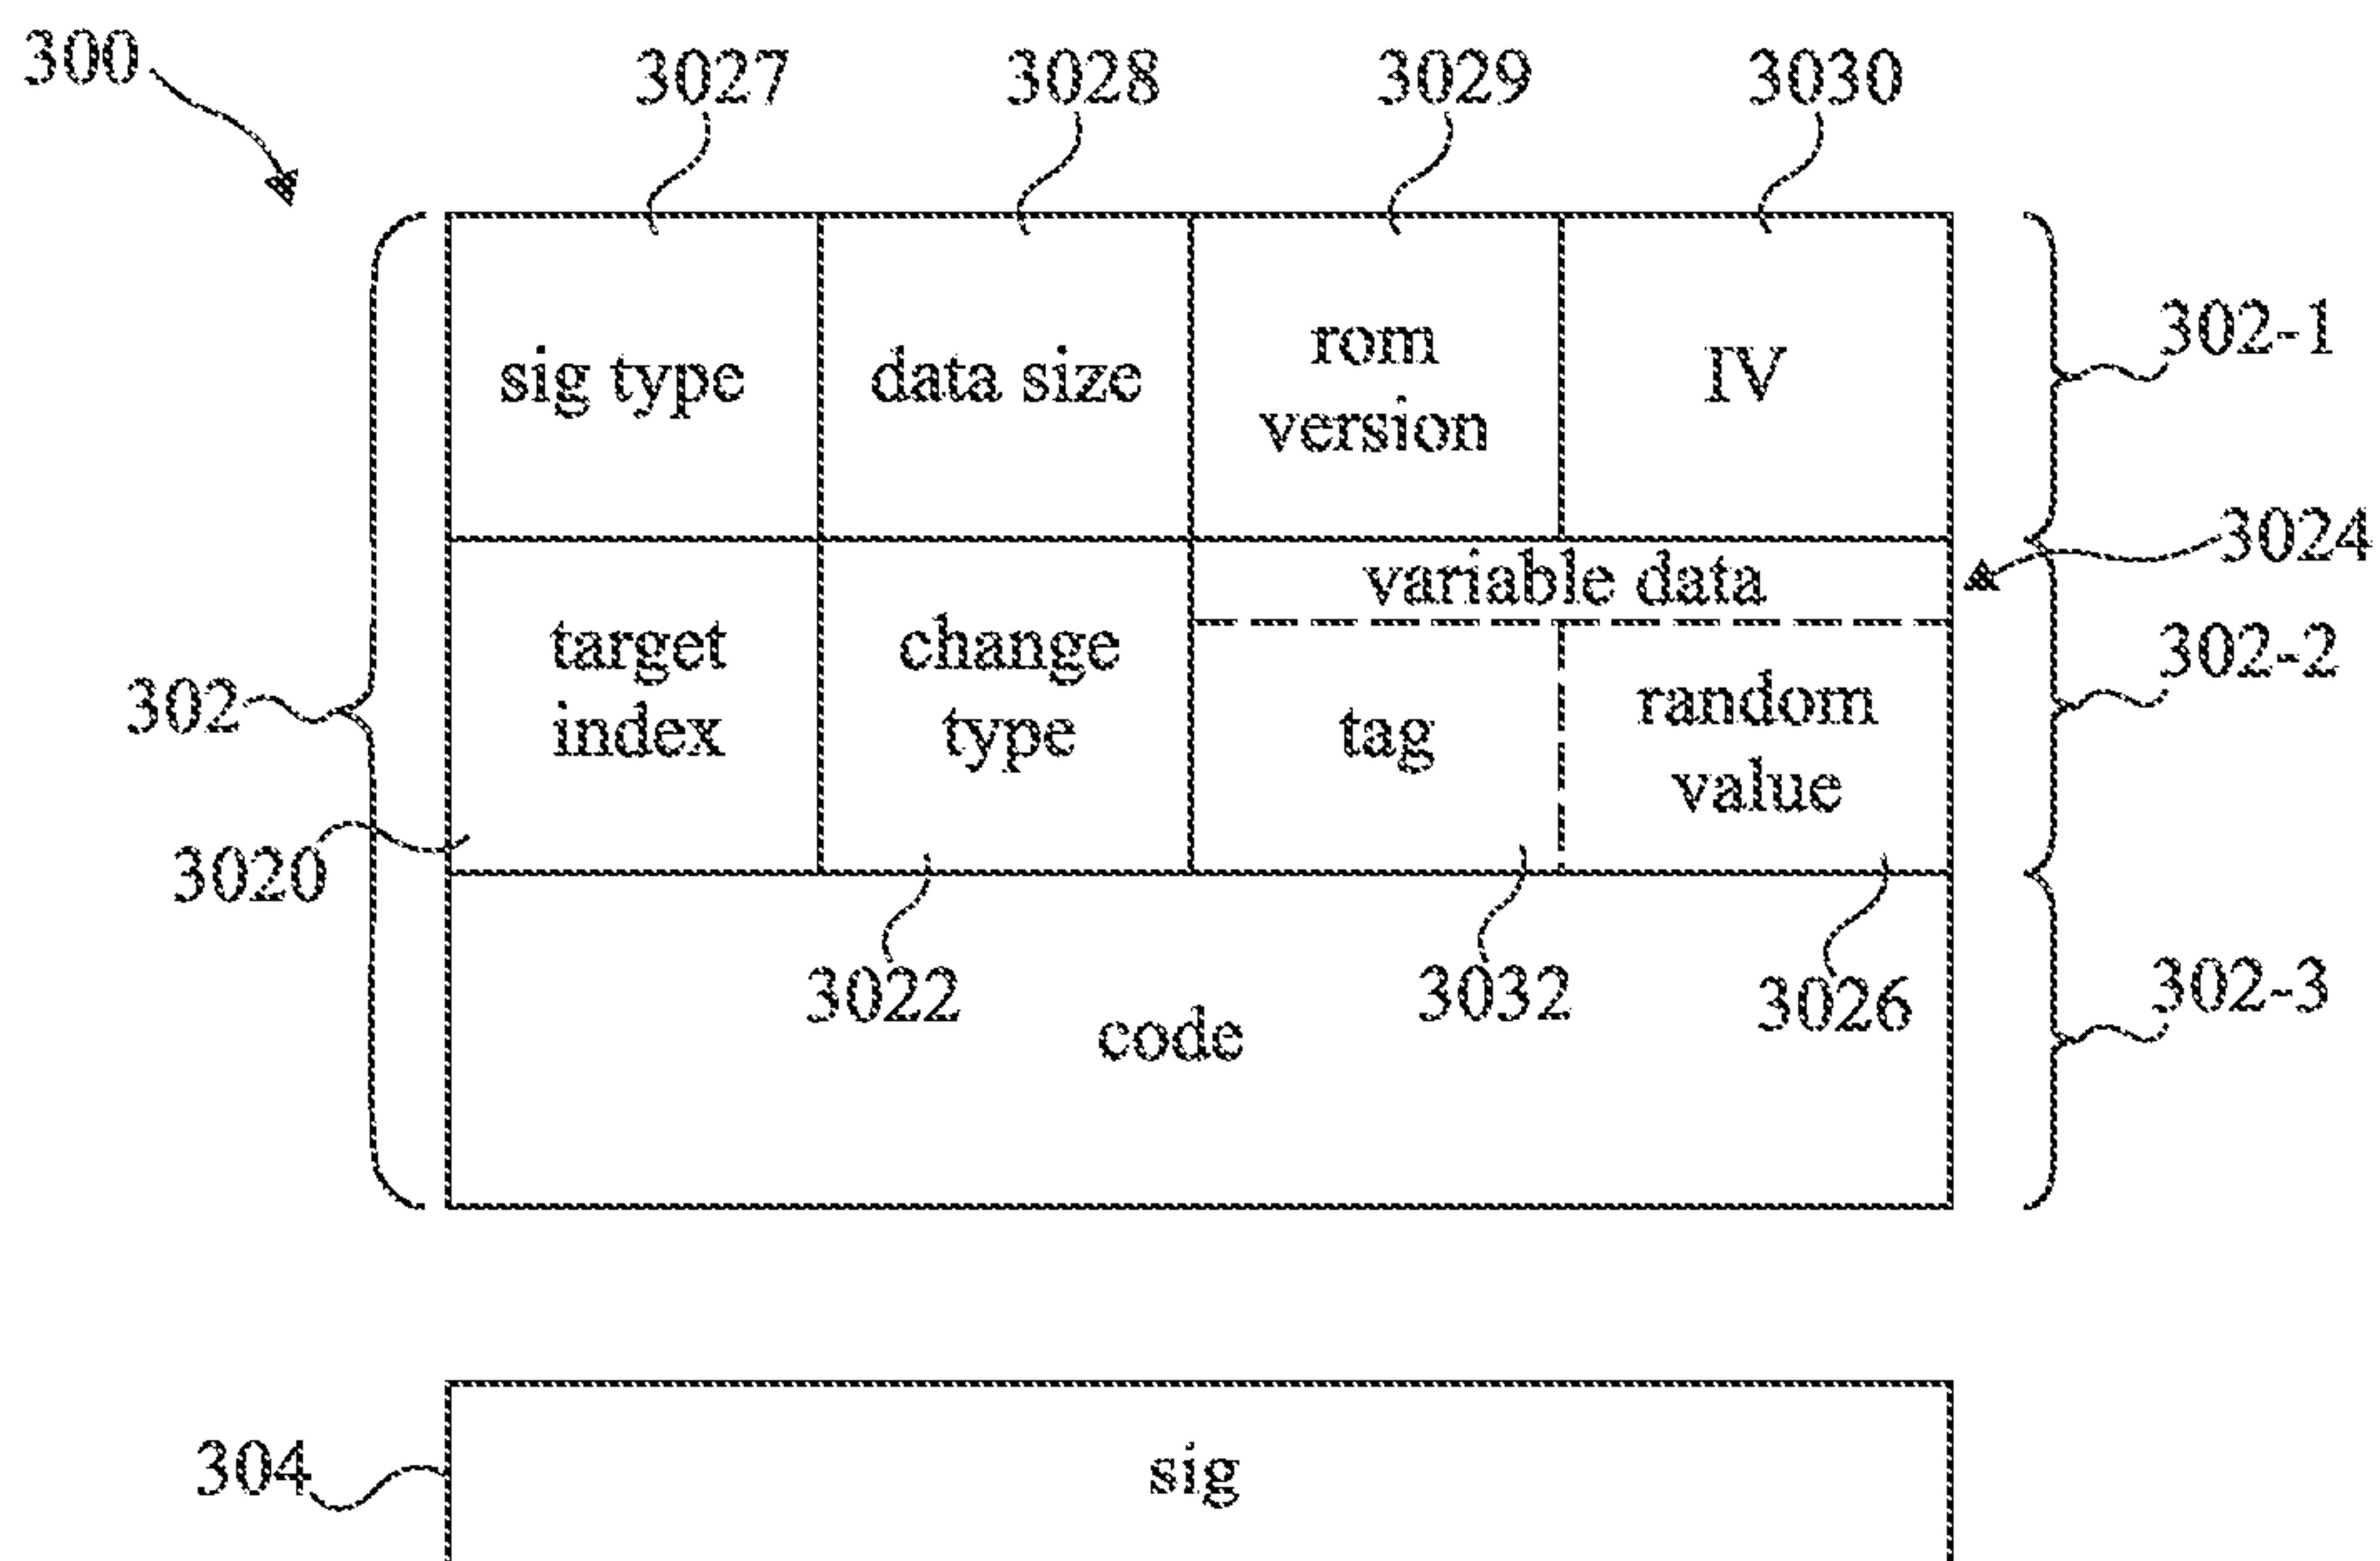 300
3027 3028 3029 3030
sig type
data size
rom
version
IV
302-1
3024
variable data
target
index
change
type
tag
random
value
302-2
302
3020
3022
3032
3026
code
302-3
304
sig